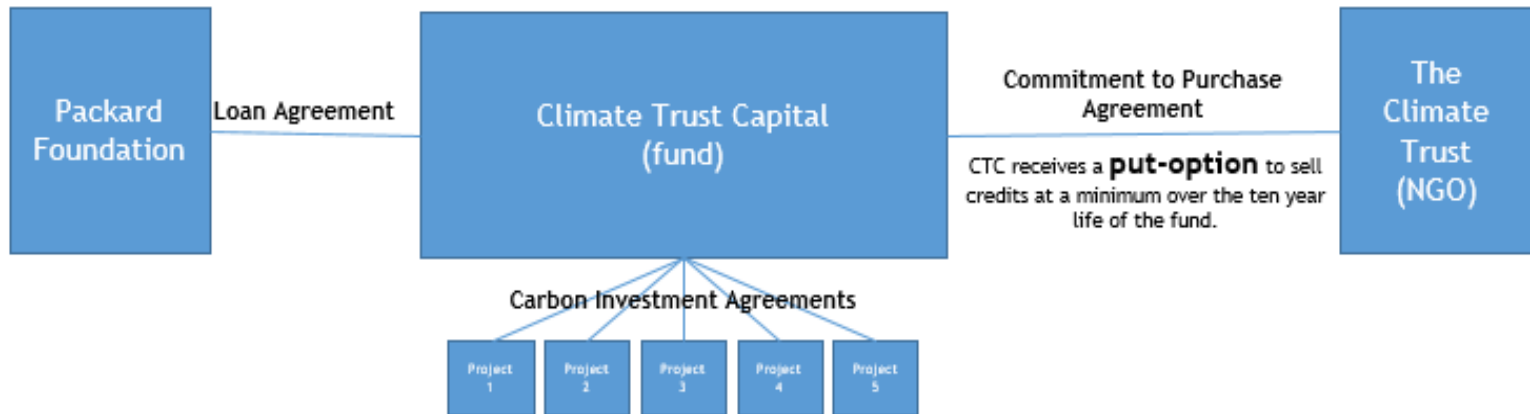 Packard
Foundation
Loan Agreement
Climate Trust Capital
(fund)
Commitment to Purchase
Agreement
CTC receives a put-option to sell
credits at a minimum over the ten year
life of the fund.
The
Climate
Trust
(NGO)
Carbon Investment Agreements
Project
1
Project
2
Project
3
Project
4
Project
5